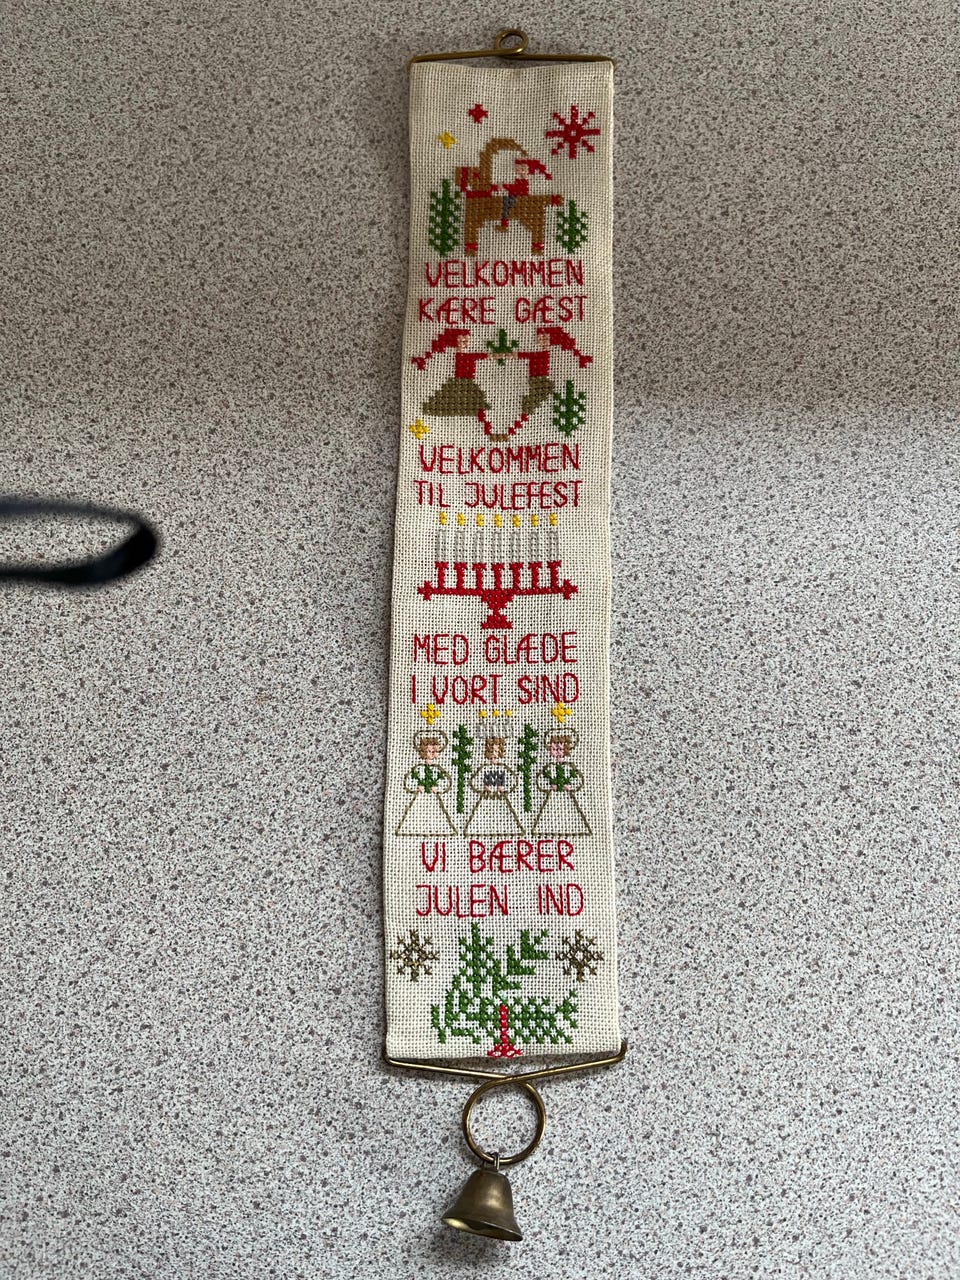 VELKOMMEN
KÆRE GÆST
VELKOMMEN
TIL JULEFEST
MED GLÆDE
I VORT SIND
VI BÆRER
JULEN IND